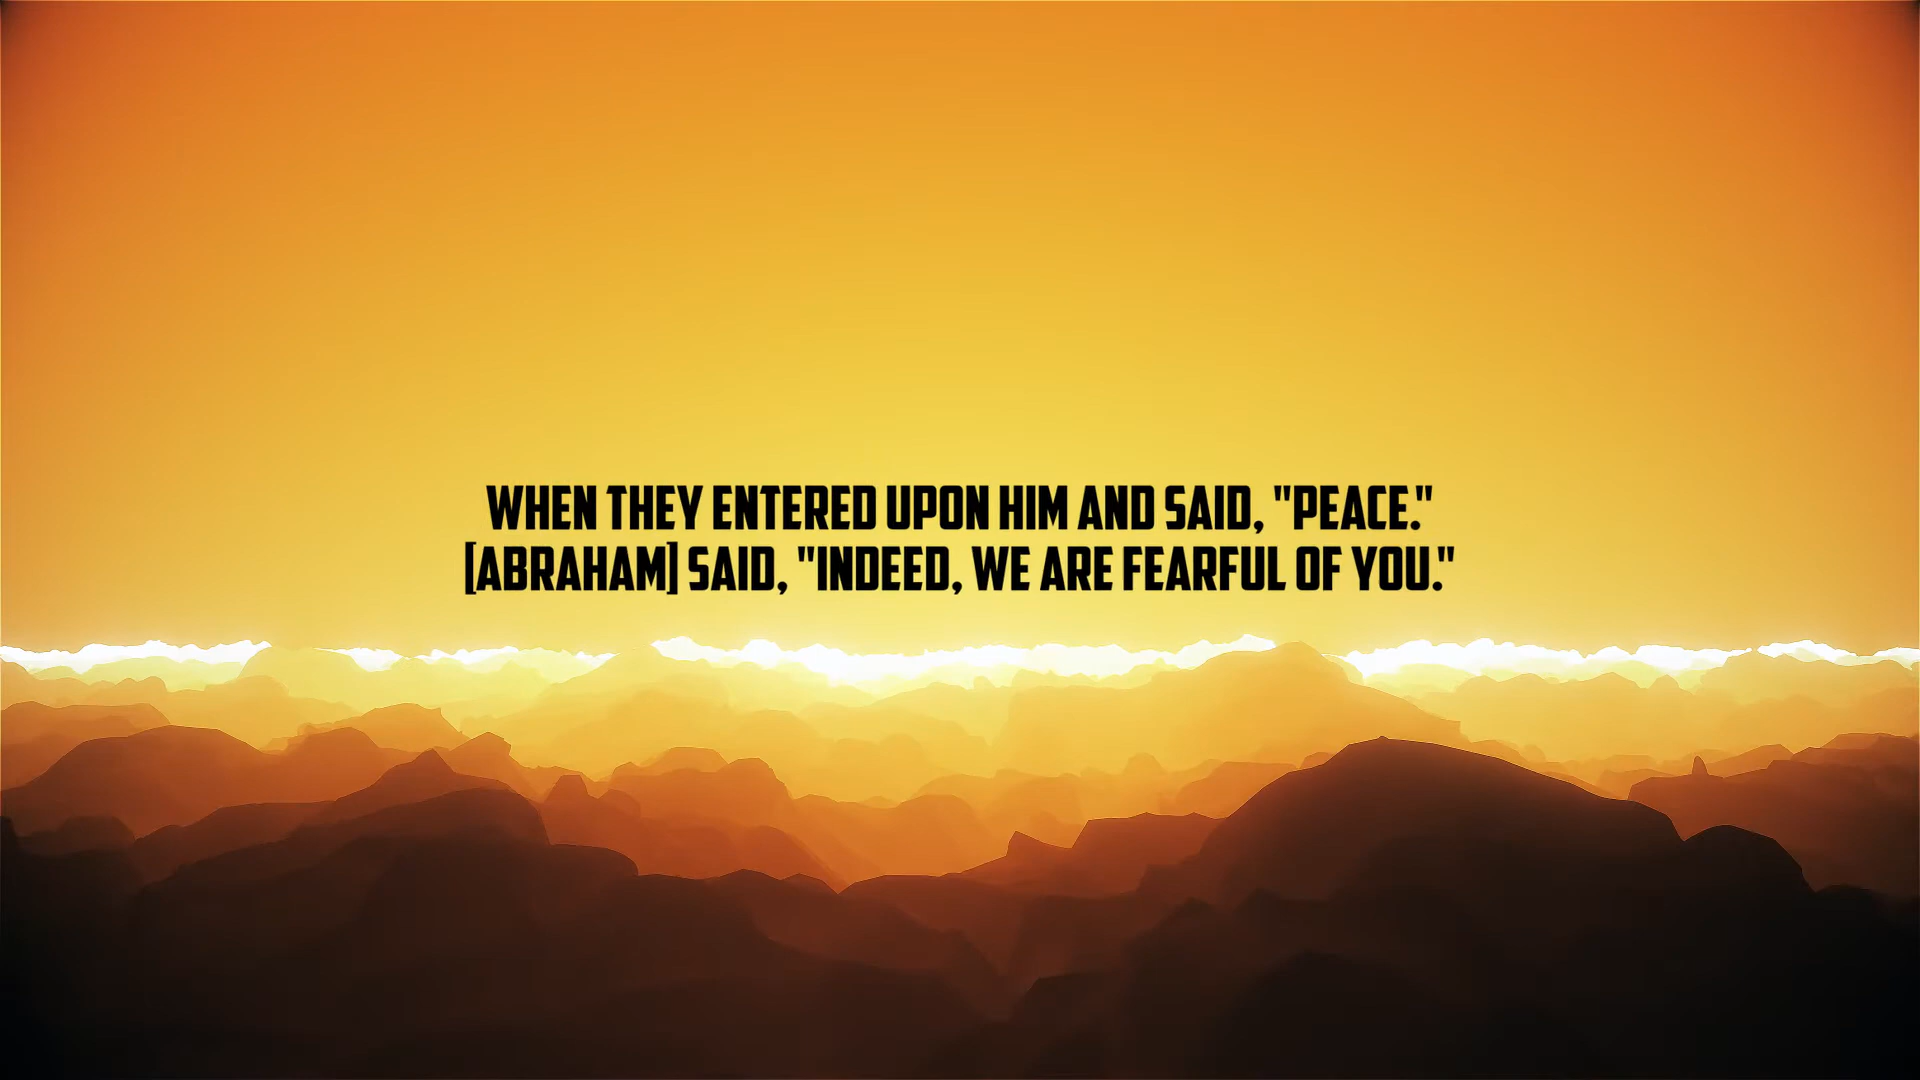 WHEN THEY ENTERED UPON HIM AND SAID, "PEACE."
[ABRAHAM] SAID, "INDEED, WE ARE FEARFUL OF YOU."